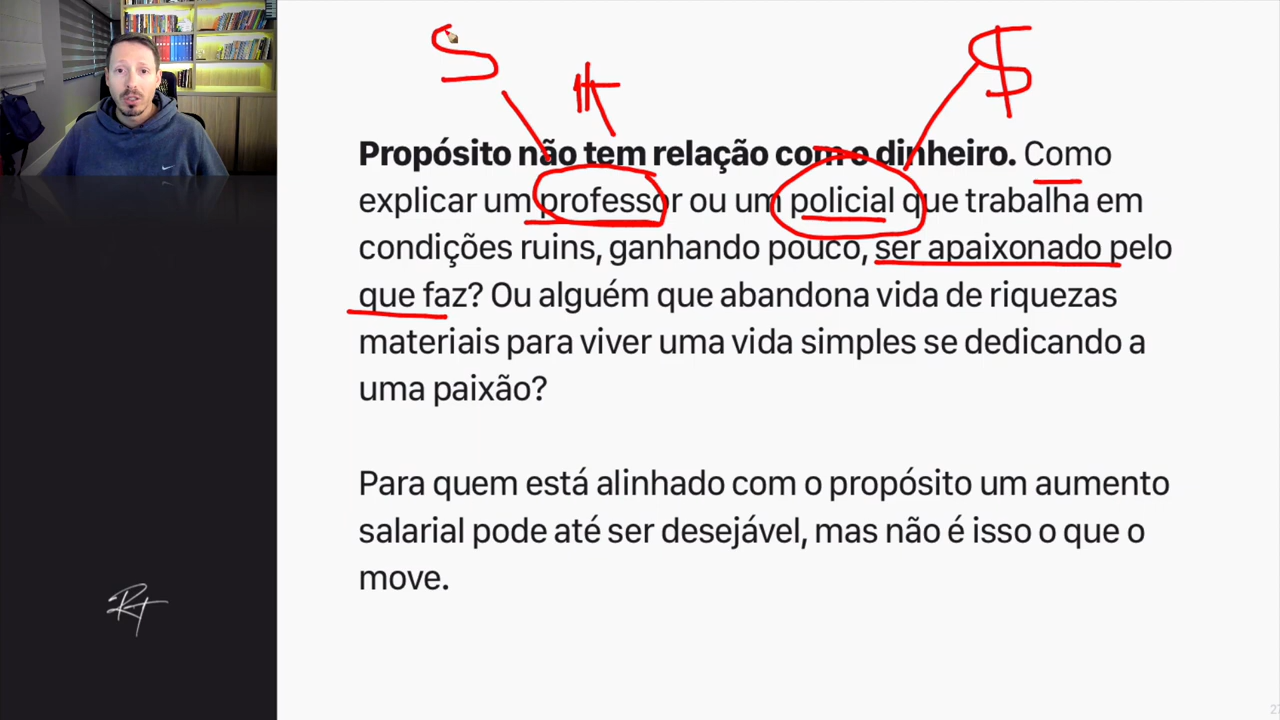 S
$
Propósito não tem relação com o dinheiro. Como
explicar um professor ou um policial que trabalha em
condições ruins, ganhando pouco, ser apaixonado pelo
que faz? Ou alguém que abandona vida de riquezas
materiais para viver uma vida simples se dedicando a
uma paixão?
Para quem está alinhado com o propósito um aumento
salarial pode até ser desejável, mas não é isso o que o
move.
RT